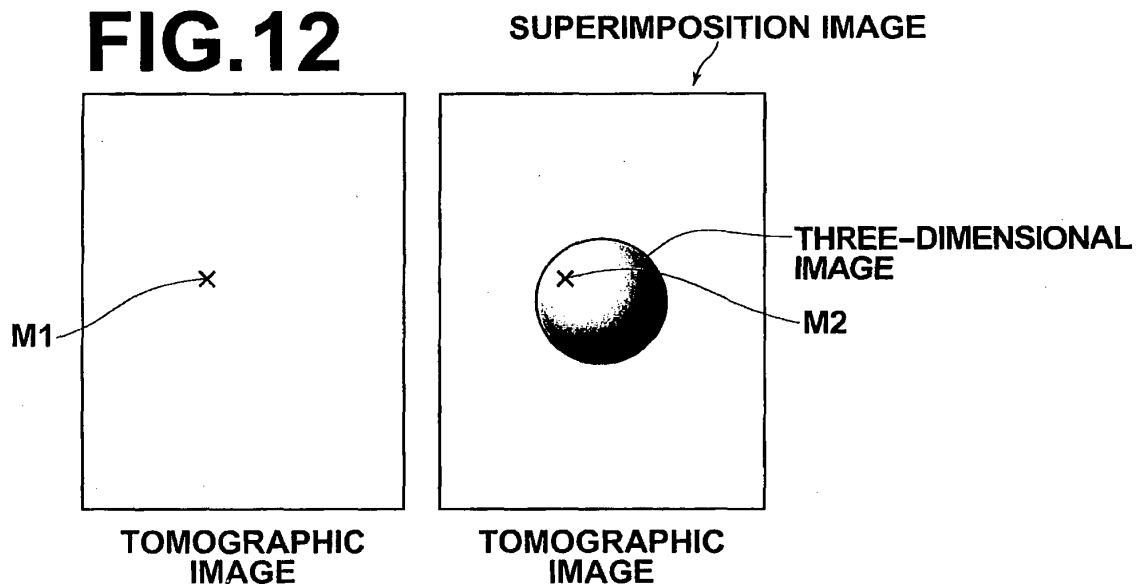 FIG.12
SUPERIMPOSITION IMAGE
THREE-DIMENSIONAL
IMAGE
M1
M2
TOMOGRAPHIC
IMAGE
TOMOGRAPHIC
IMAGE